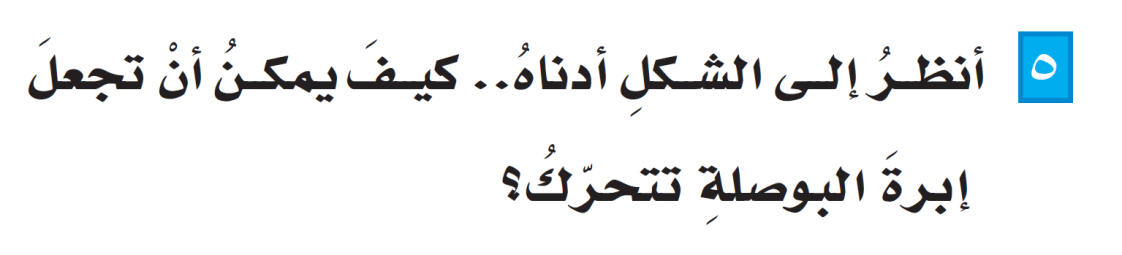 ٥ أنظرُ إلى الشكلِ أدناهُ.. كيفَ يمكنُ أنْ تجعلَ
إبرةَ البوصلةِ تتحرّكُ؟